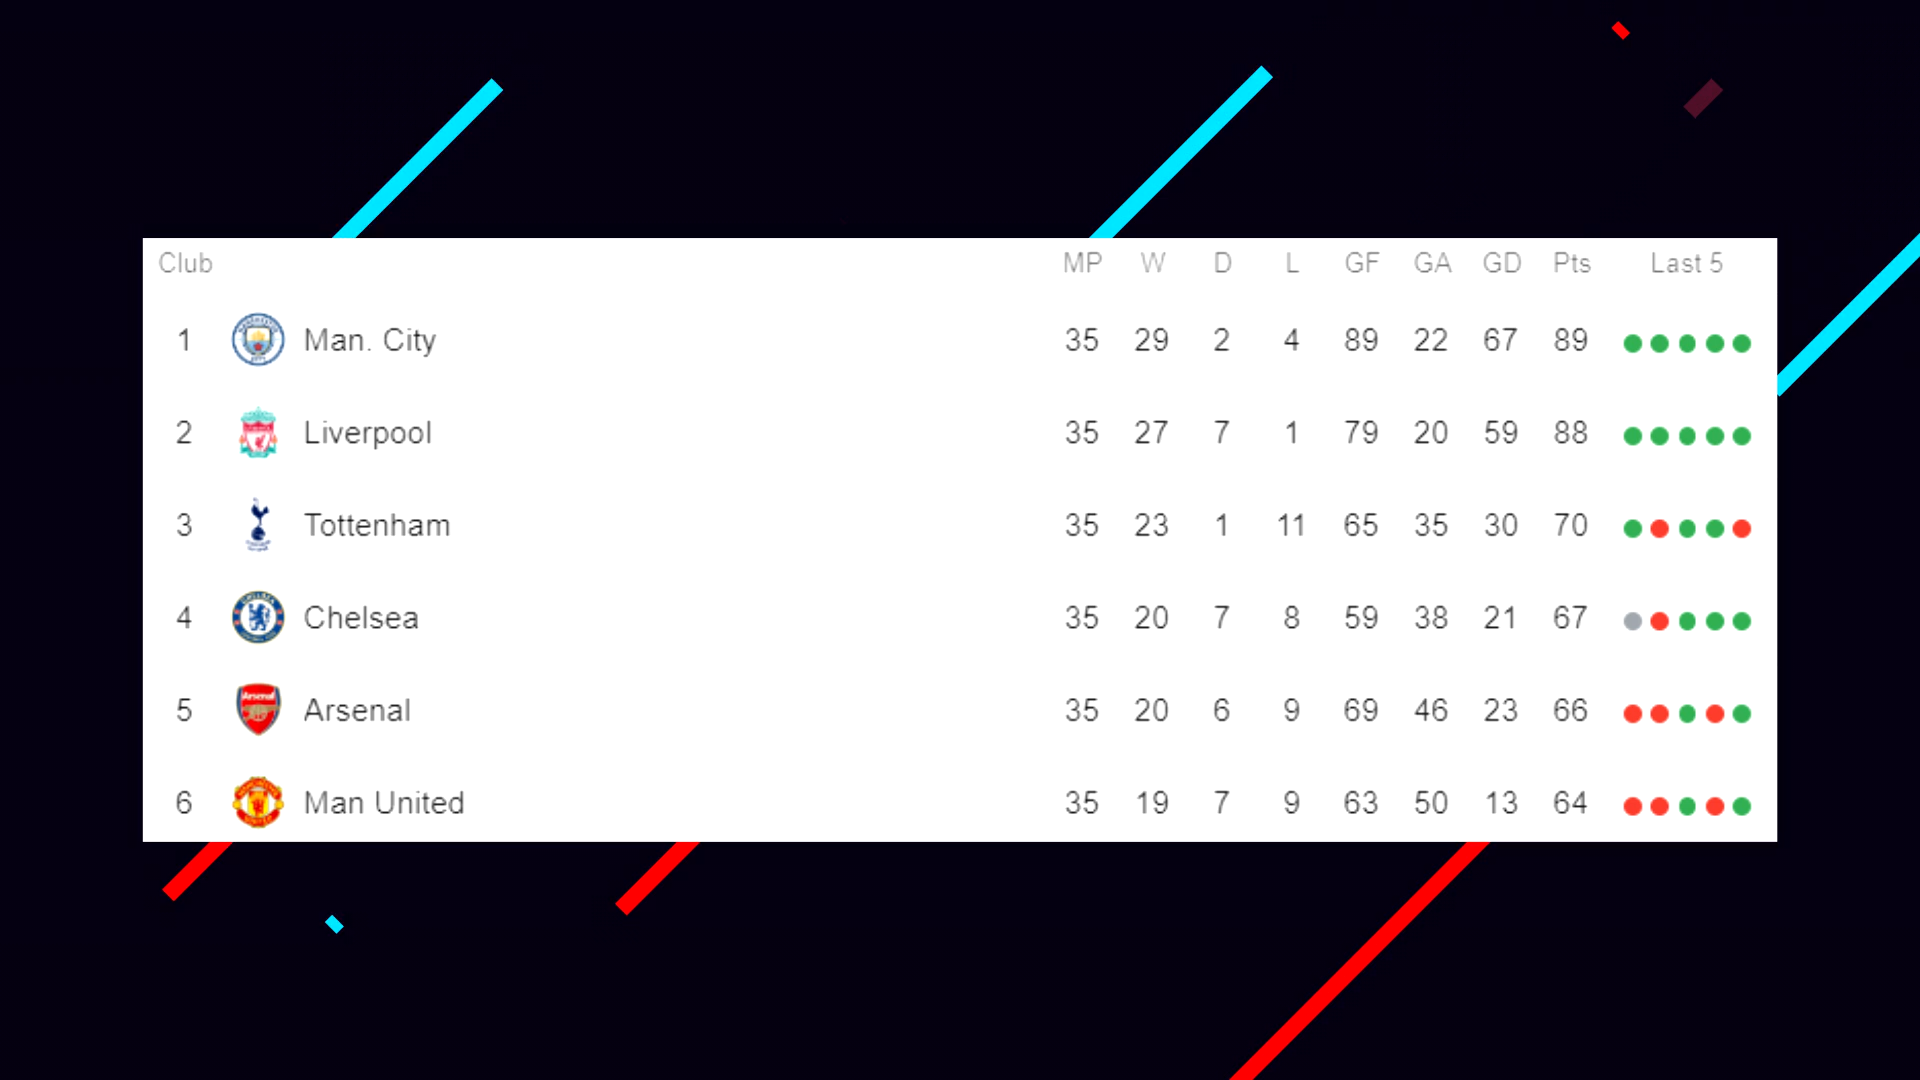 Club MP W D L GF GA GD Pts Last 5
1 Man. City 35 29 2 4 89 22 67 89
2 Liverpool 35 27 7 1 79 20 59 88
3 Tottenham 35 23 1 11 65 35 30 70
4 Chelsea 35 20 7 8 59 38 21 67
5 Arsenal 35 20 6 9 69 46 23 66
6 Man United 35 19 7 9 63 50 13 64